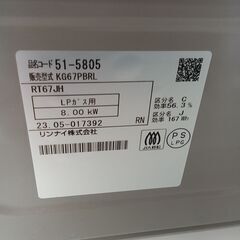 品名コード 51-5805
販売型式 KG67PBRL
RT67JH
LPガス用
8.00 kW
23.05-017392 RN
リンナイ株式会社
区分名 C
効率56.3 %
区分名 J
効率 167 Wh
PS
LPG